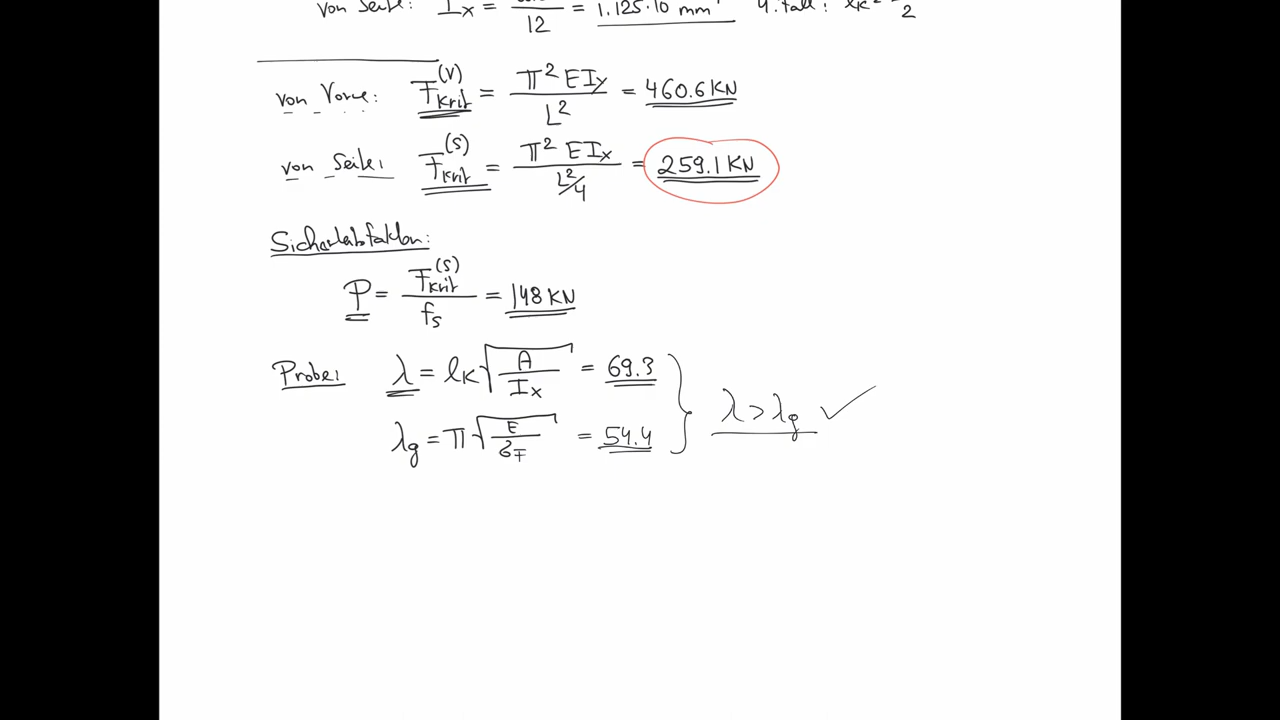 von Seite: Ix = 12 = 1.125·10 mm 4. Fall: lk = 2
von Vorne: Fkrit(V) = π² EIy / L² = 460.6 KN
von Seite: Fkrit(S) = π² EIx / L²/4 = 259.1 KN
Sicherheitsfaktor:
P = Fkrit(S) / fs = 148 KN
Probe: λ = lk √(A / Ix) = 69.3
λg = π √(E / σF) = 54.4 } λ > λg ✓